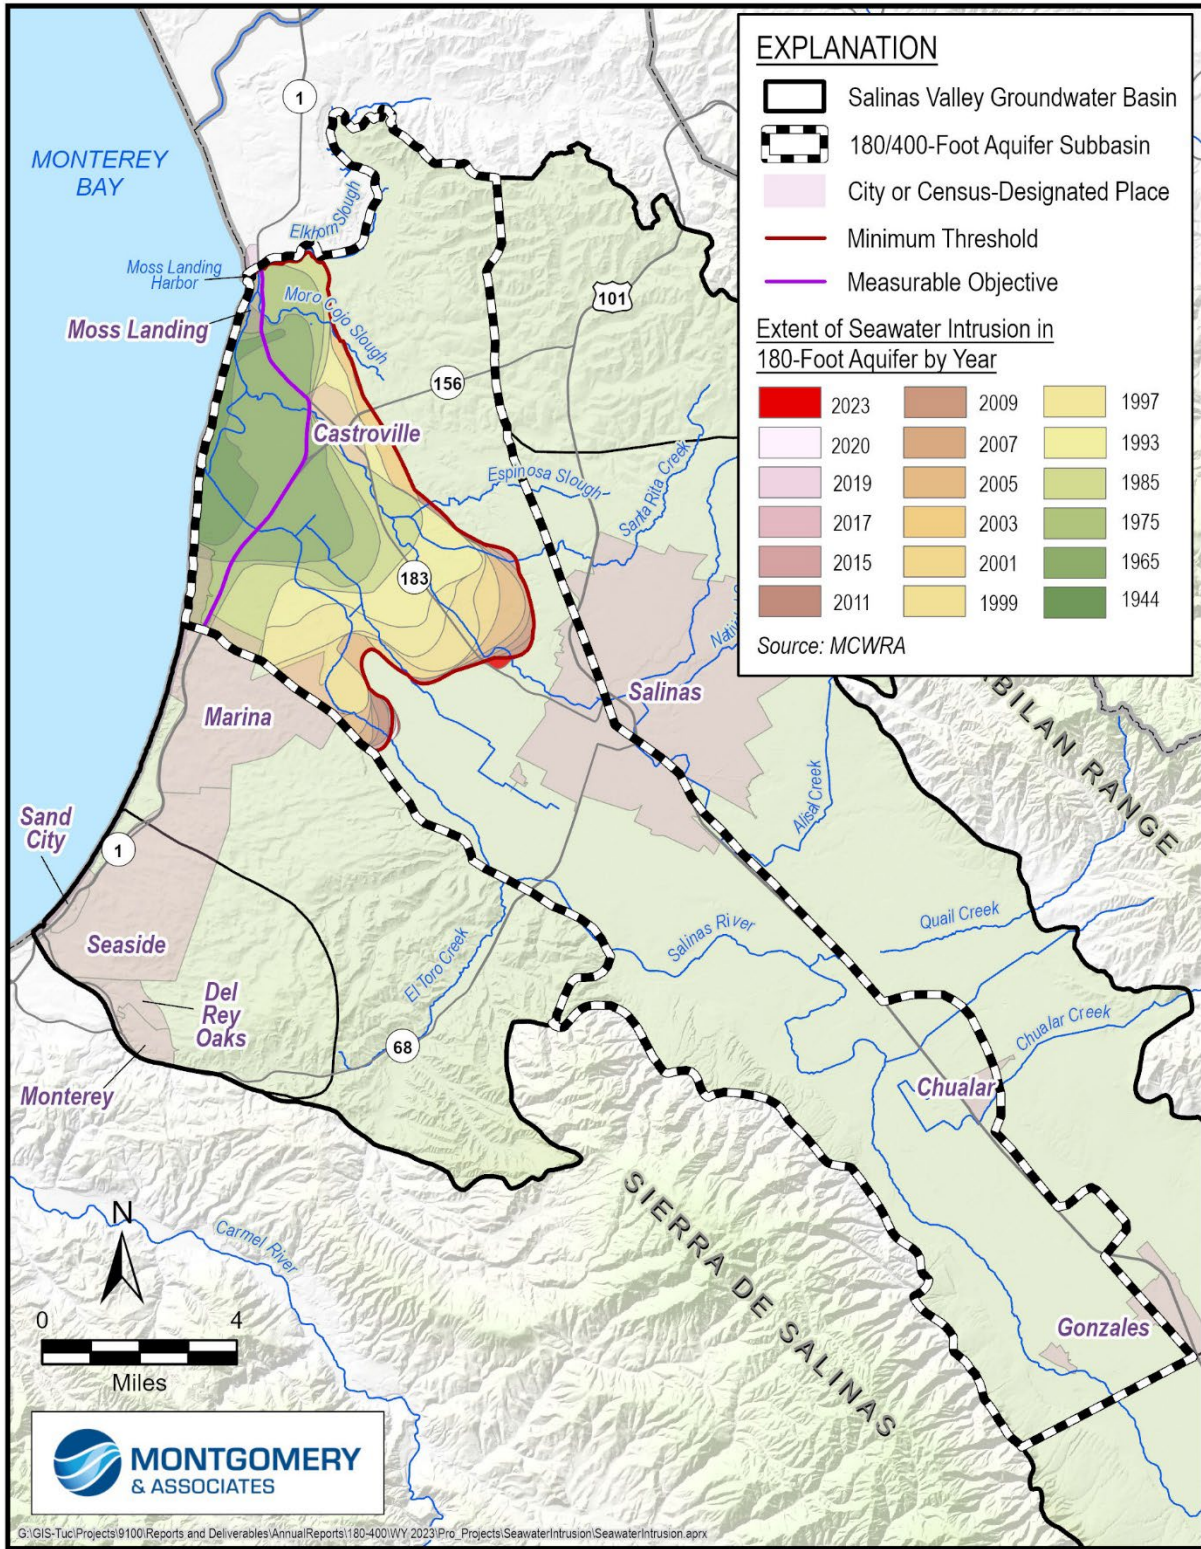 EXPLANATION
Salinas Valley Groundwater Basin
180/400-Foot Aquifer Subbasin
City or Census-Designated Place
Minimum Threshold
Measurable Objective
Extent of Seawater Intrusion in
180-Foot Aquifer by Year
2023
2020
2019
2017
2015
2011
2009
2007
2005
2003
2001
1999
1997
1993
1985
1975
1965
1944
Source: MCWRA
1
MONTEREY
BAY
Elkhorn Slough
Moss Landing
Harbor
Moss Landing
Moro Cojo Slough
101
156
Castroville
Espinosa Slough
Santa Rita Creek
183
Salinas
Marina
ABILAN RANGE
Alisal Creek
Sand
City
1
Seaside
Del
Rey
Oaks
Monterey
El Toro Creek
68
Salinas River
Quail Creek
Chualar Creek
Chualar
SIERRA DE SALINAS
Gonzales
Carmel River
N
0
4
Miles
MONTGOMERY
& ASSOCIATES
G:\GIS-Tuc\Projects\9100\Reports and Deliverables\AnnualReports\180-400\WY 2023\Pro_Projects\SeawaterIntrusion\SeawaterIntrusion.aprx